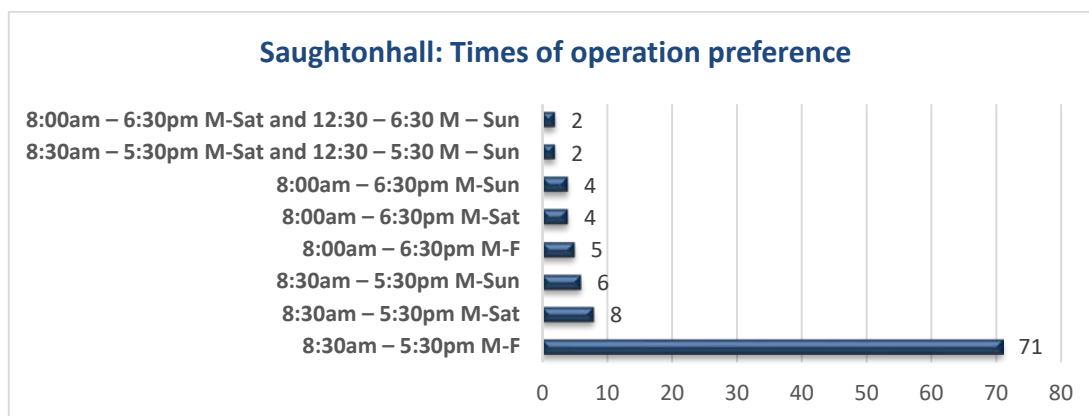 Saughtonhall: Times of operation preference
8:00am – 6:30pm M-Sat and 12:30 – 6:30 M – Sun 2
8:30am – 5:30pm M-Sat and 12:30 – 5:30 M – Sun 2
8:00am – 6:30pm M-Sun 4
8:00am – 6:30pm M-Sat 4
8:00am – 6:30pm M-F 5
8:30am – 5:30pm M-Sun 6
8:30am – 5:30pm M-Sat 8
8:30am – 5:30pm M-F 71
0 10 20 30 40 50 60 70 80